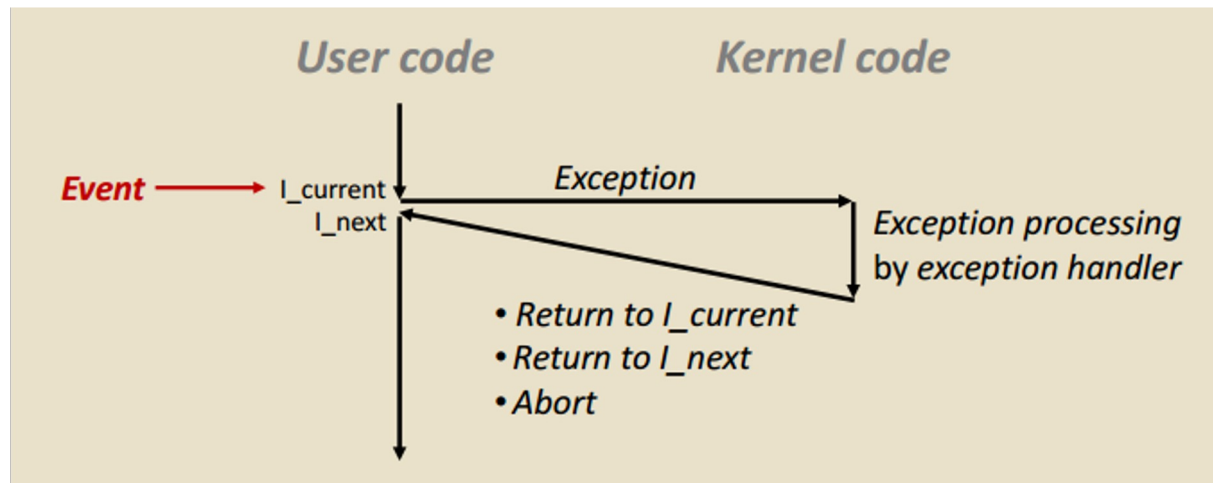 User code
Kernel code
Event
I_current
Exception
I_next
Exception processing
by exception handler
• Return to I_current
• Return to I_next
• Abort